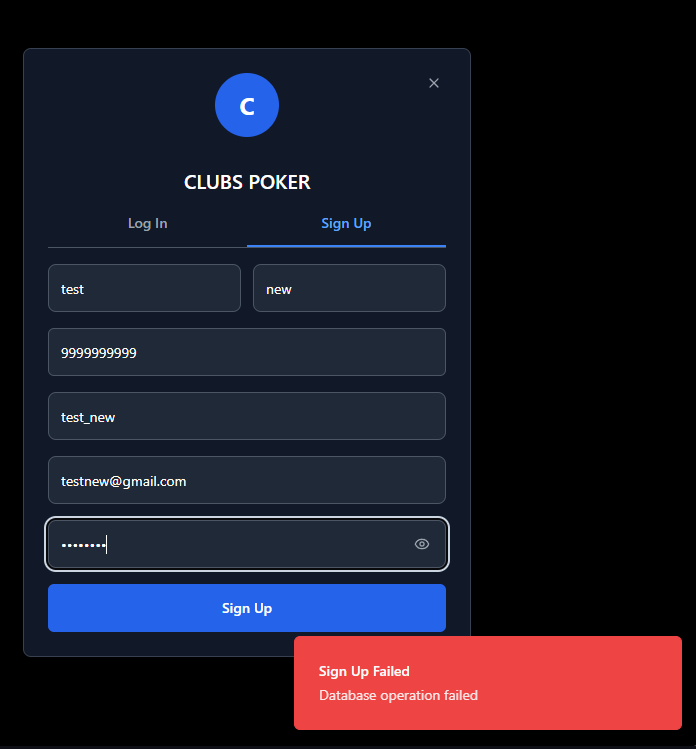 C
CLUBS POKER
Log In
Sign Up
test
new
9999999999
test_new
testnew@gmail.com
••••••••
Sign Up
Sign Up Failed
Database operation failed